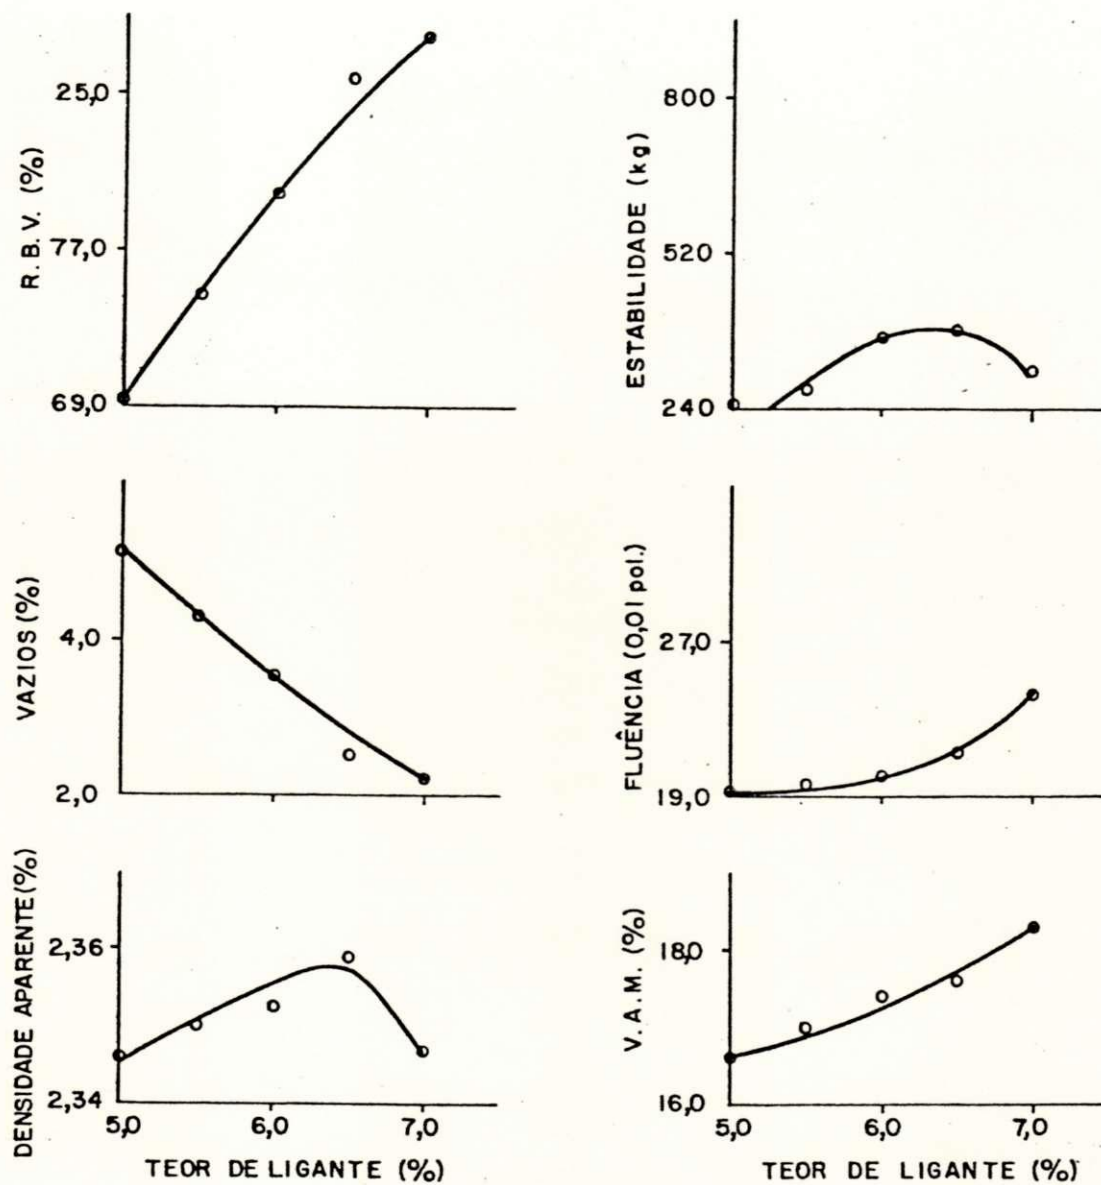 R.B.V. (%)
25,0
77,0
69,0
ESTABILIDADE (kg)
800
520
240
VAZIOS (%)
4,0
2,0
FLUÊNCIA (0,01 pol.)
27,0
19,0
DENSIDADE APARENTE (%)
2,36
2,34
5,0 6,0 7,0
TEOR DE LIGANTE (%)
V.A.M. (%)
18,0
16,0
5,0 6,0 7,0
TEOR DE LIGANTE (%)